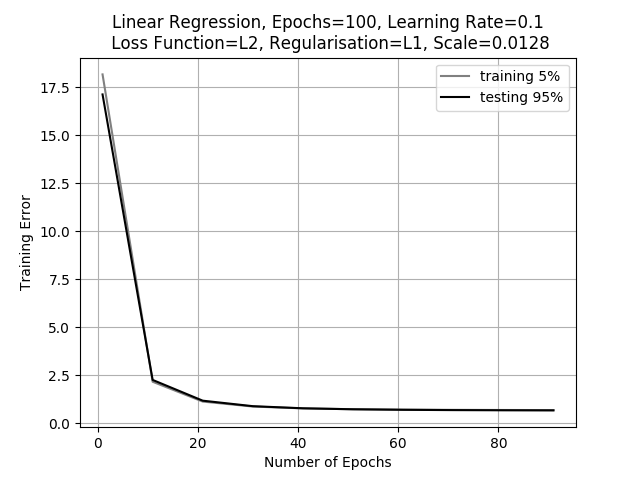 Linear Regression, Epochs=100, Learning Rate=0.1
Loss Function=L2, Regularisation=L1, Scale=0.0128
training 5%
testing 95%
17.5
15.0
12.5
10.0
7.5
5.0
2.5
0.0
Training Error
0 20 40 60 80
Number of Epochs